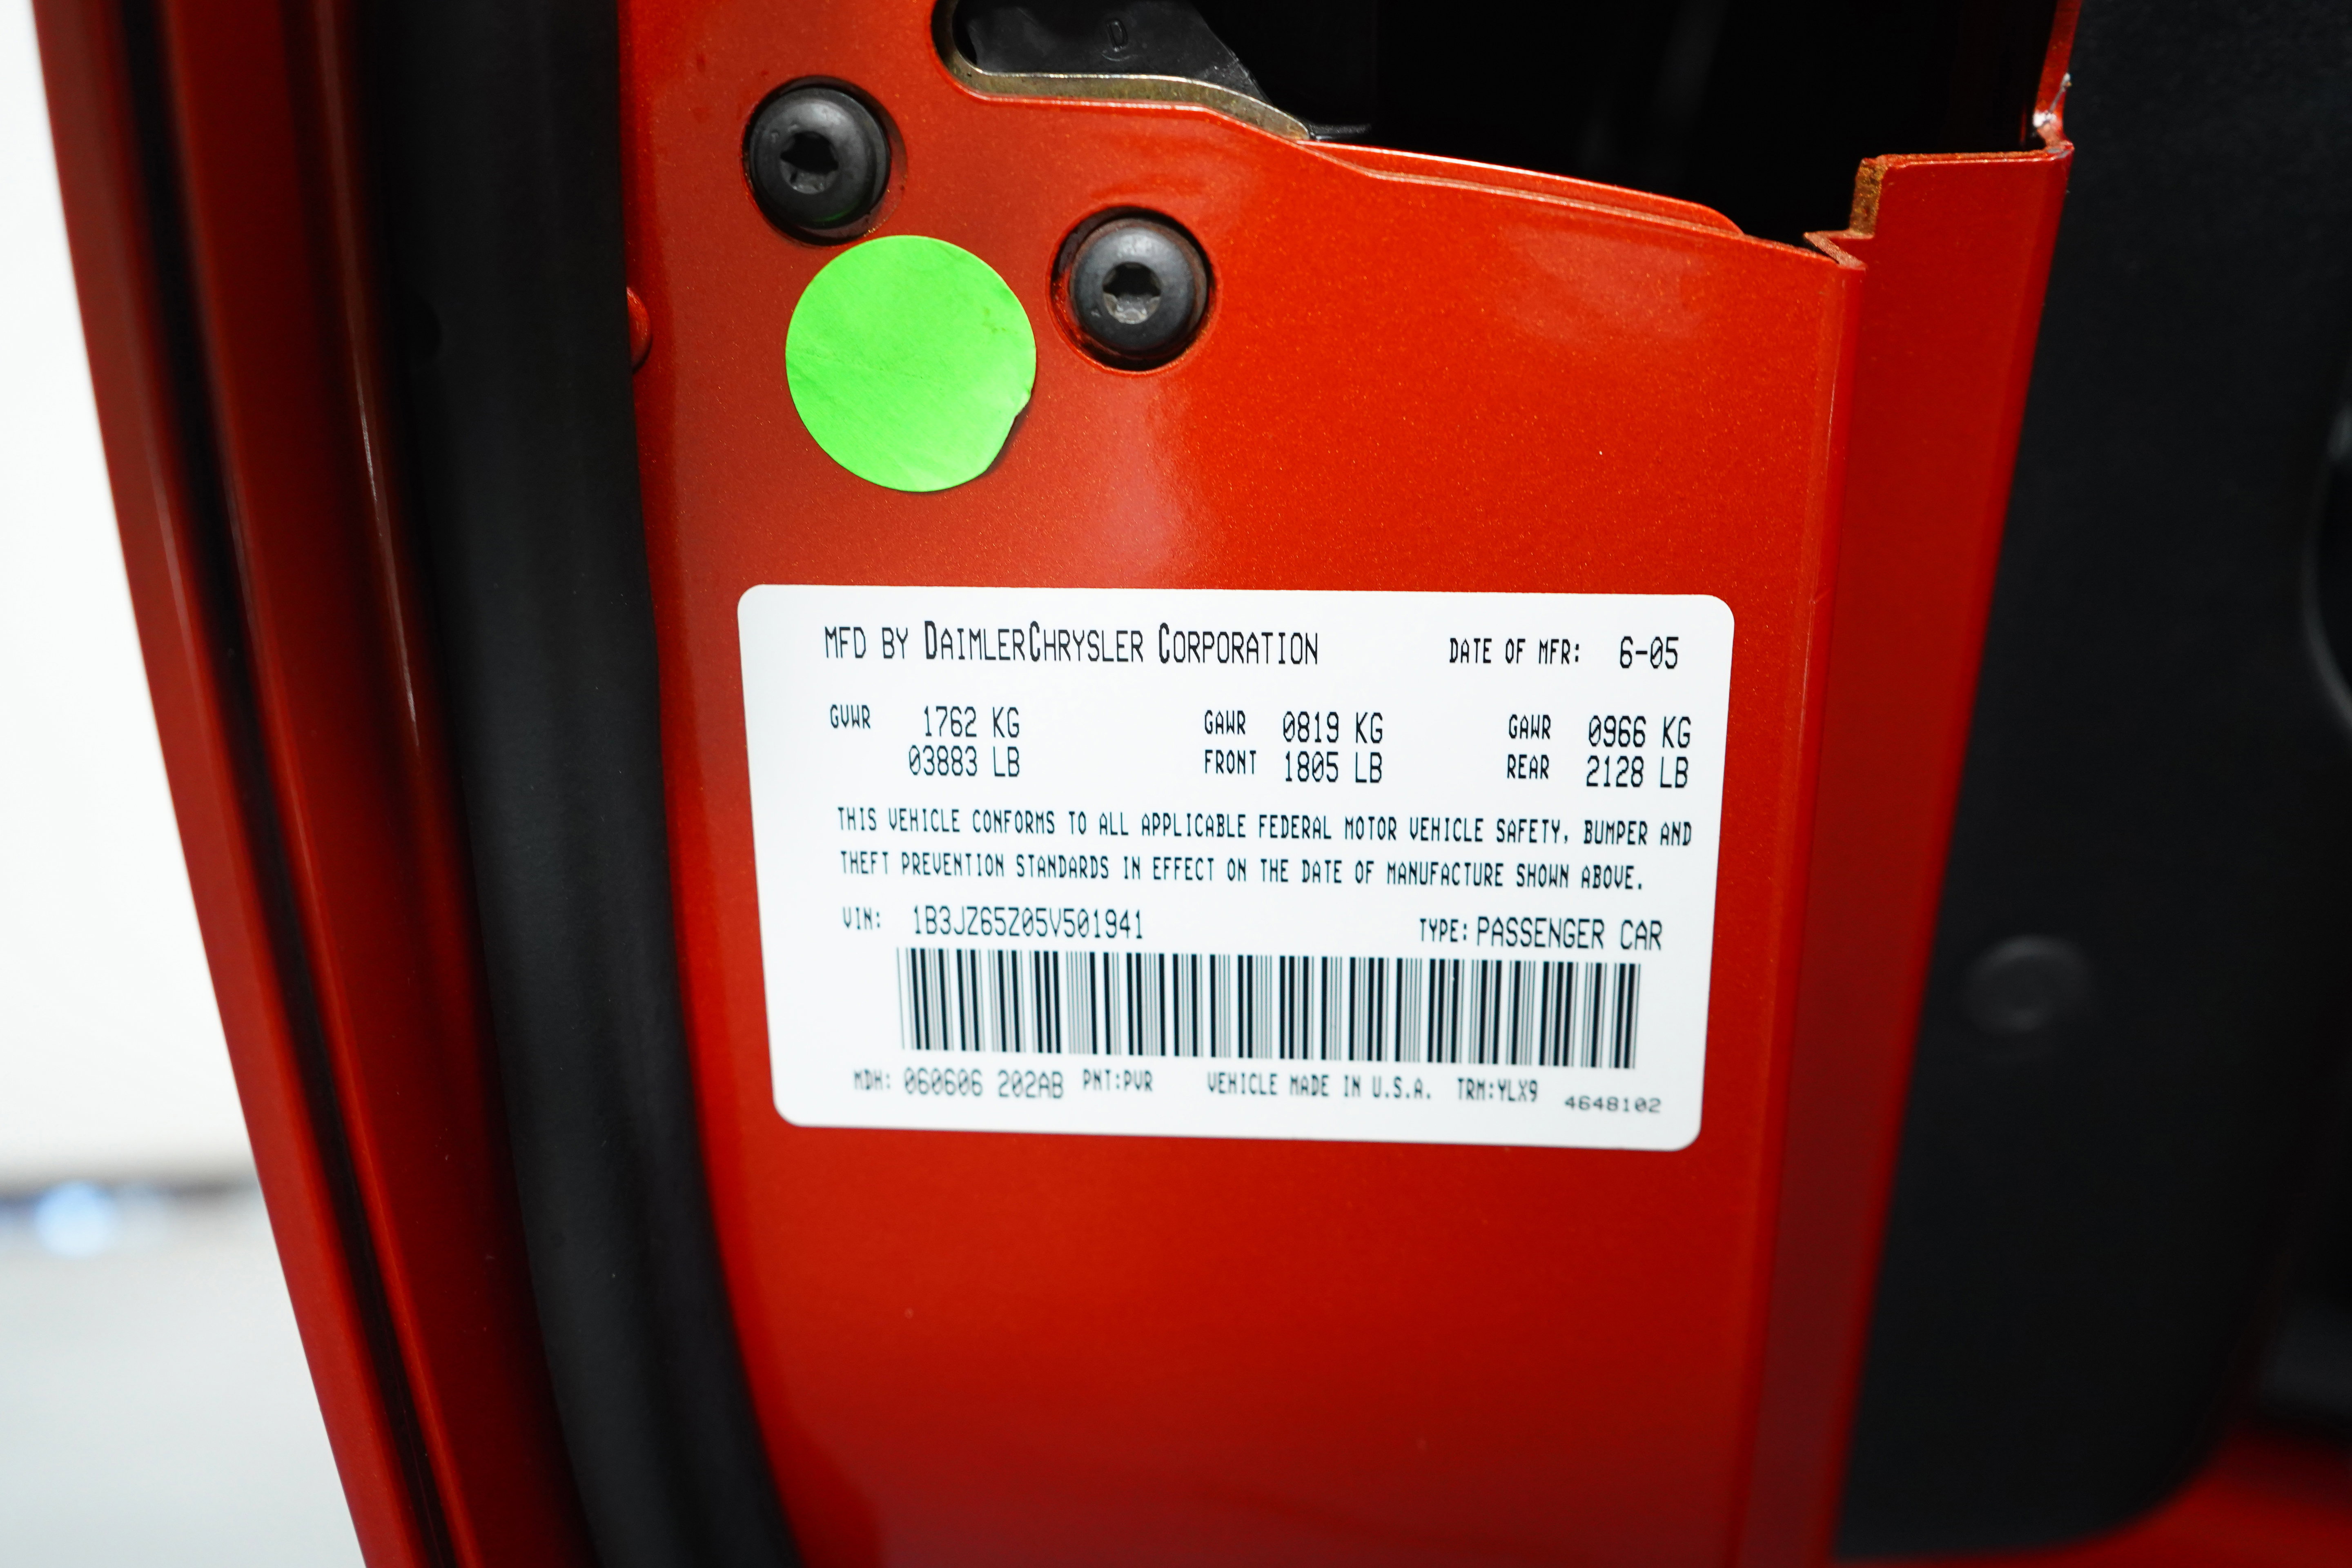 D
MFD BY DAIMLERCHRYSLER CORPORATION DATE OF MFR: 6-05
GVWR 1762 KG GAWR 0819 KG GAWR 0966 KG
03883 LB FRONT 1805 LB REAR 2128 LB
THIS VEHICLE CONFORMS TO ALL APPLICABLE FEDERAL MOTOR VEHICLE SAFETY, BUMPER AND
THEFT PREVENTION STANDARDS IN EFFECT ON THE DATE OF MANUFACTURE SHOWN ABOVE.
VIN: 1B3JZ65Z05V501941 TYPE: PASSENGER CAR
MDH: 060606 202AB PNT:PVR VEHICLE MADE IN U.S.A. TRM:YLX9 4648102